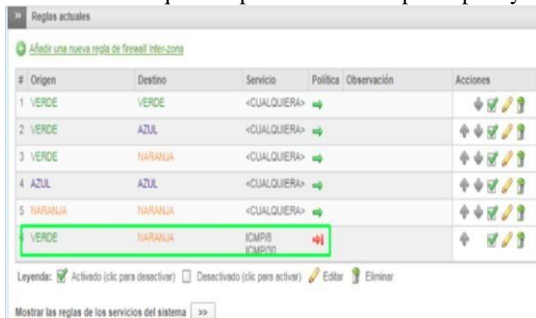 » Reglas actuales
Añadir una nueva regla de firewall Inter-zona
# Origen Destino Servicio Política Observación Acciones
1 VERDE VERDE <CUALQUIERA>
2 VERDE AZUL <CUALQUIERA>
3 VERDE NARANJA <CUALQUIERA>
4 AZUL AZUL <CUALQUIERA>
5 NARANJA NARANJA <CUALQUIERA>
VERDE NARANJA ICMP/8
ICMP/30
Leyenda: Activado (clic para desactivar) Desactivado (clic para activar) Editar Eliminar
Mostrar las reglas de los servicios del sistema >>